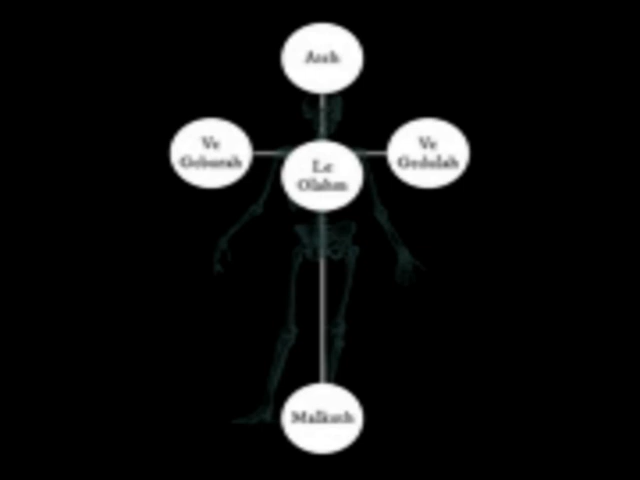 Ateh
Ve
Geburah
Ve
Gedulah
Le
Olahm
Malkuth